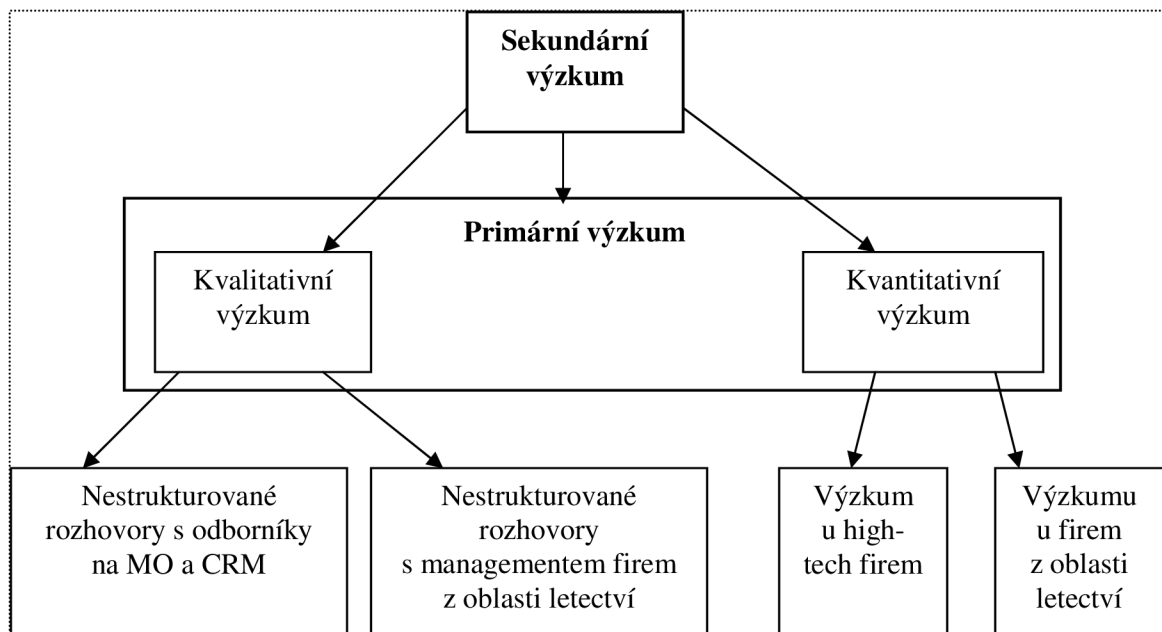 Sekundární
výzkum
Primární výzkum
Kvalitativní
výzkum
Kvantitativní
výzkum
Nestrukturované
rozhovory s odborníky
na MO a CRM
Nestrukturované
rozhovory
s managementem firem
z oblasti letectví
Výzkum
u high-
tech firem
Výzkumu
u firem
z oblasti
letectví